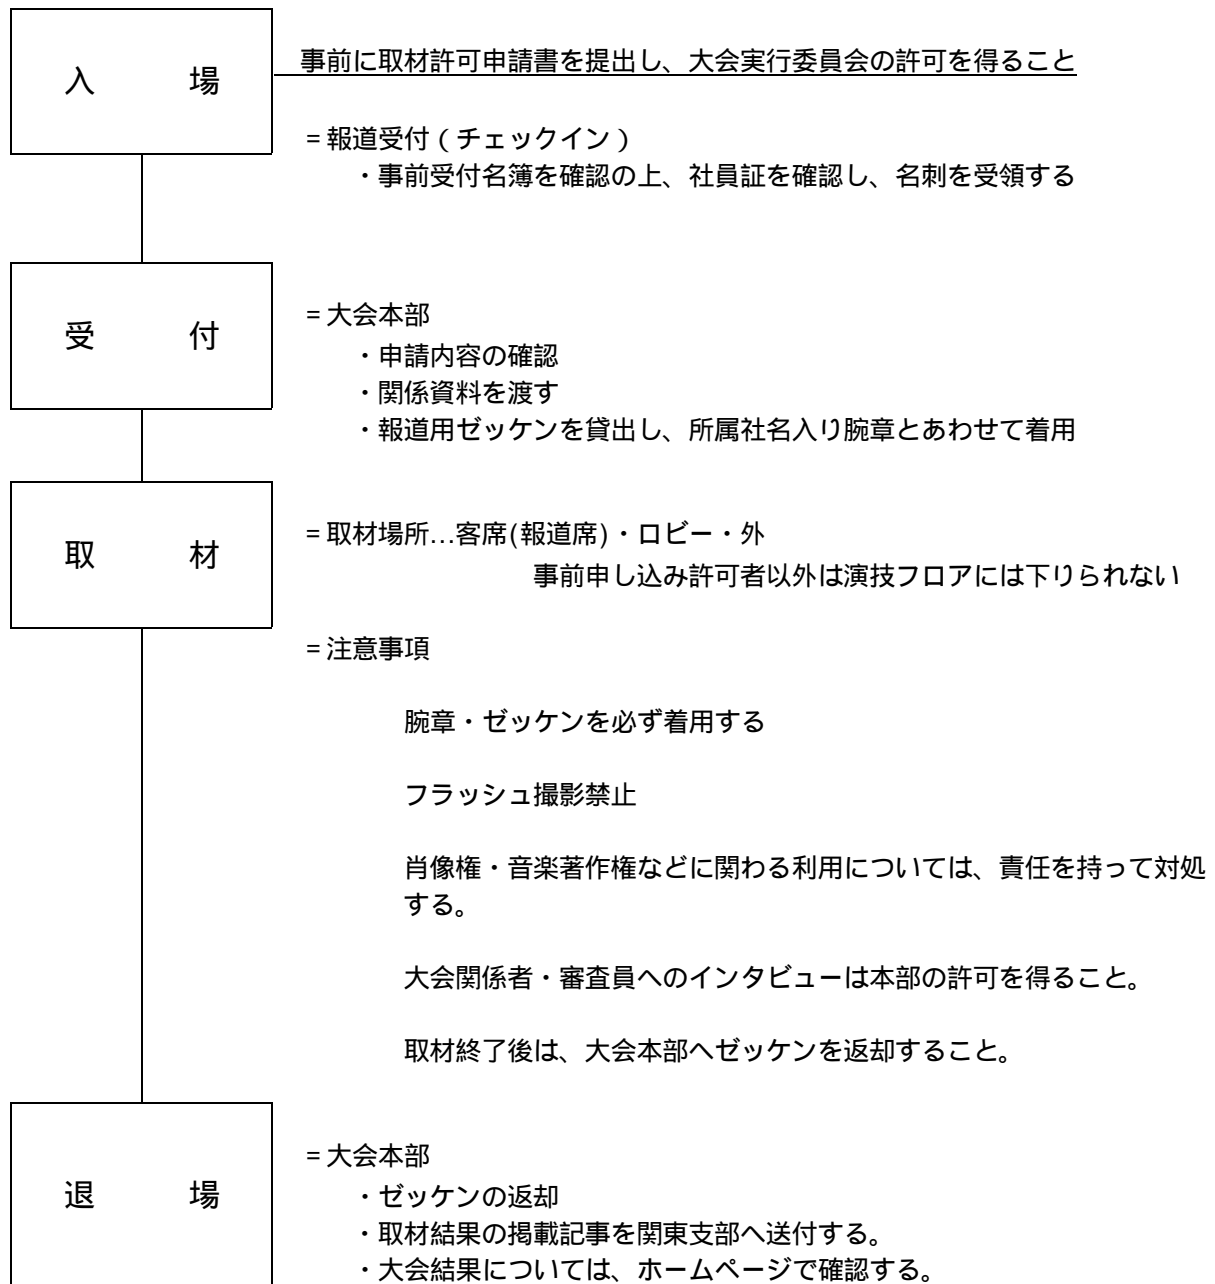 入　場
事前に取材許可申請書を提出し、大会実行委員会の許可を得ること
=報道受付(チェックイン)
・事前受付名簿を確認の上、社員証を確認し、名刺を受領する
受　付
=大会本部
・申請内容の確認
・関係資料を渡す
・報道用ゼッケンを貸出し、所属社名入り腕章とあわせて着用
取　材
=取材場所…客席(報道席)・ロビー・外
事前申し込み許可者以外は演技フロアには下りられない
=注意事項
腕章・ゼッケンを必ず着用する
フラッシュ撮影禁止
肖像権・音楽著作権などに関わる利用については、責任を持って対処
する。
大会関係者・審査員へのインタビューは本部の許可を得ること。
取材終了後は、大会本部へゼッケンを返却すること。
退　場
=大会本部
・ゼッケンの返却
・取材結果の掲載記事を関東支部へ送付する。
・大会結果については、ホームページで確認する。